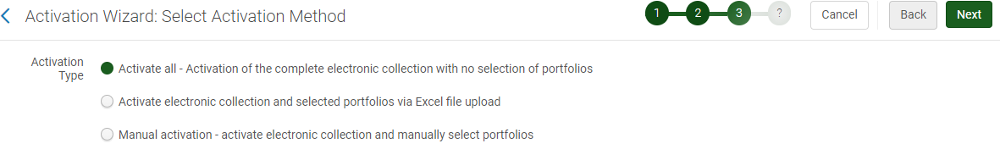 Activation Wizard: Select Activation Method
1 2 3 ?
Cancel Back Next
Activation
Type
Activate all - Activation of the complete electronic collection with no selection of portfolios
Activate electronic collection and selected portfolios via Excel file upload
Manual activation - activate electronic collection and manually select portfolios